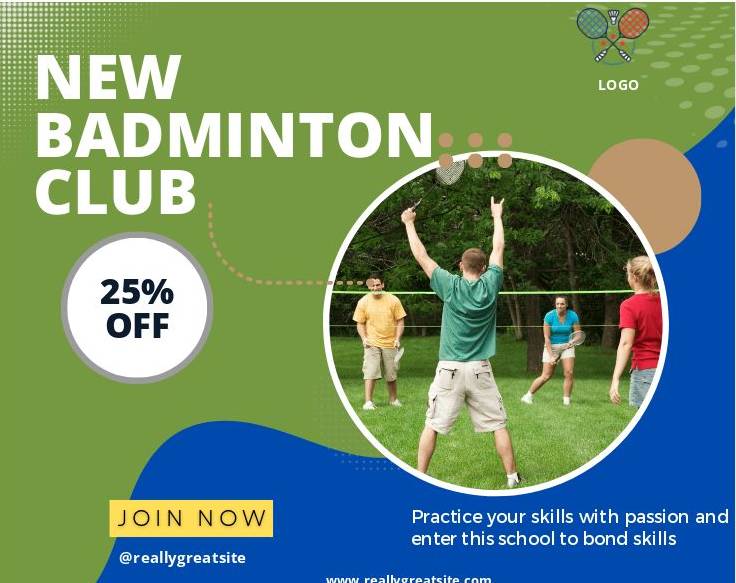 LOGO
NEW
BADMINTON
CLUB
25%
OFF
JOIN NOW
@reallygreatsite
Practice your skills with passion and
enter this school to bond skills
www.reallygreatsite.com